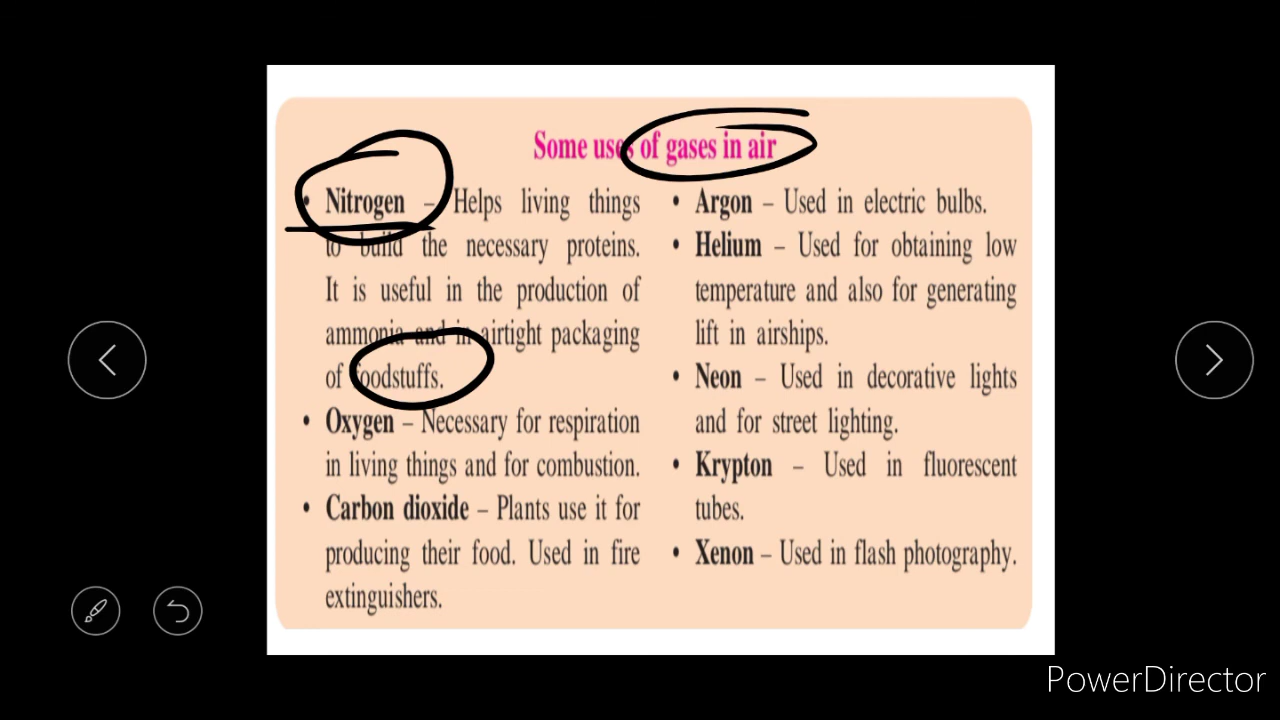 Some uses of gases in air
• Nitrogen – Helps living things
to build the necessary proteins.
It is useful in the production of
ammonia and in airtight packaging
of foodstuffs.
• Oxygen – Necessary for respiration
in living things and for combustion.
• Carbon dioxide – Plants use it for
producing their food. Used in fire
extinguishers.
• Argon – Used in electric bulbs.
• Helium – Used for obtaining low
temperature and also for generating
lift in airships.
• Neon – Used in decorative lights
and for street lighting.
• Krypton – Used in fluorescent
tubes.
• Xenon – Used in flash photography.
PowerDirector